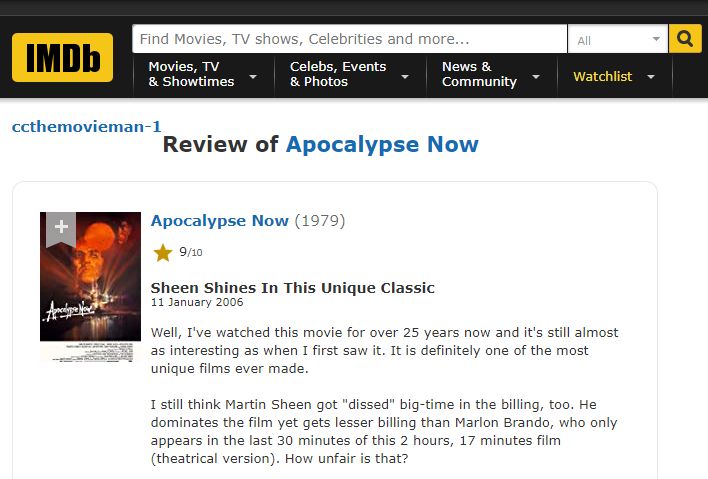 IMDb
Find Movies, TV shows, Celebrities and more...
All
Movies, TV
& Showtimes
Celebs, Events
& Photos
News &
Community
Watchlist
ccthemovieman-1
Review of Apocalypse Now
Apocalypse Now (1979)
9/10
Apocalypse Now
Sheen Shines In This Unique Classic
11 January 2006
Well, I've watched this movie for over 25 years now and it's still almost
as interesting as when I first saw it. It is definitely one of the most
unique films ever made.
I still think Martin Sheen got "dissed" big-time in the billing, too. He
dominates the film yet gets lesser billing than Marlon Brando, who only
appears in the last 30 minutes of this 2 hours, 17 minutes film
(theatrical version). How unfair is that?